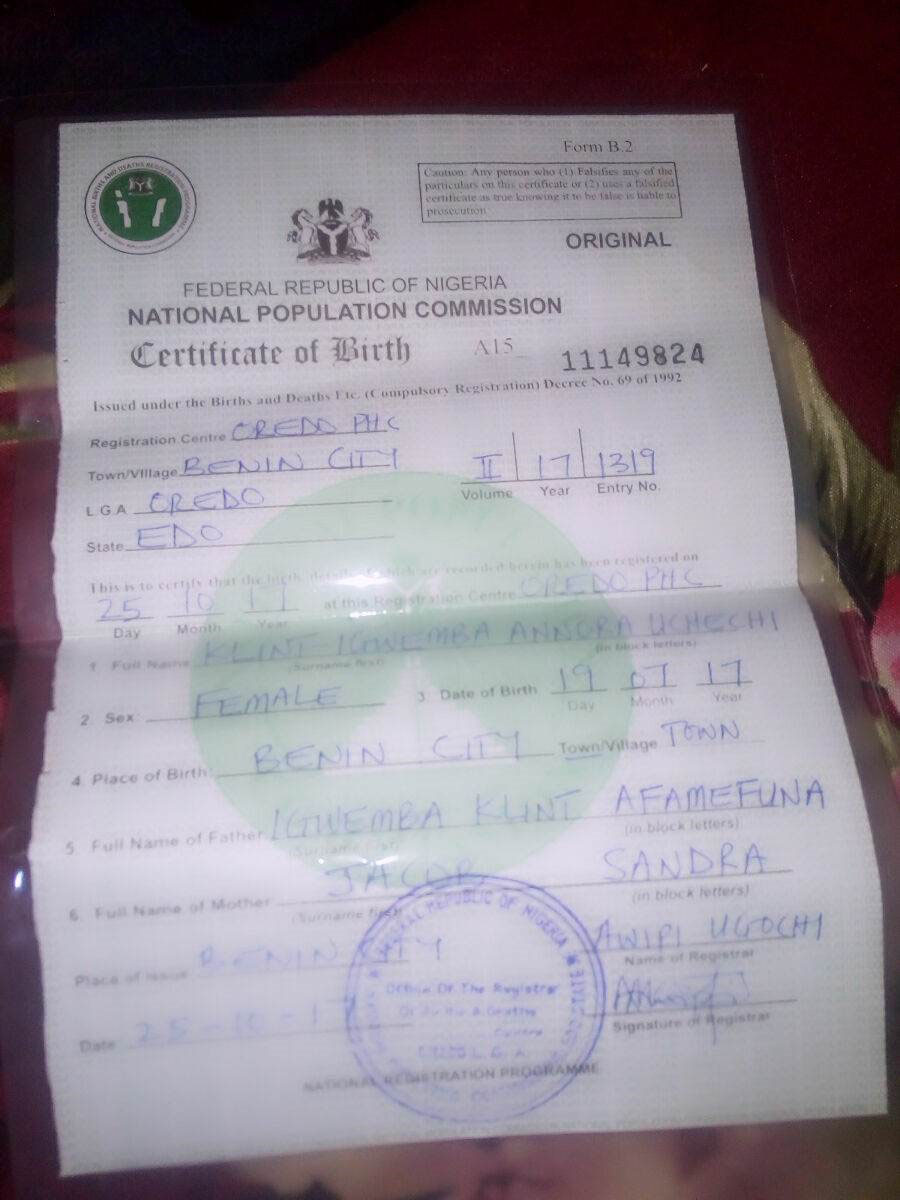 Form B.2
Caution: Any person who (1) Falsifies any of the
particulars on this certificate or (2) uses a falsified
certificate as true knowing it to be false is liable to
prosecution
ORIGINAL
FEDERAL REPUBLIC OF NIGERIA
NATIONAL POPULATION COMMISSION
Certificate of Birth A15 11149824
Issued under the Births and Deaths Etc. (Compulsory Registration) Decree No. 69 of 1992
Registration Centre OREDO PHC
Town/Village BENIN CITY II 17 1319
Volume Year Entry No.
L.G.A OREDO
State EDO
This is to certify that the birth details of which are recorded herein has been registered on
25 10 17 at this Registration Centre OREDO PHC
Day Month Year
1. Full Name KLINT-IGWEMBA ANNORA UCHECHI
(Surname first) (in block letters)
2. Sex FEMALE 3. Date of Birth 19 07 17
Day Month Year
4. Place of Birth: BENIN CITY Town/Village TOWN
5. Full Name of Father IGWEMBA KLINT AFAMEFUNA
(Surname first) (in block letters)
6. Full Name of Mother JACOB SANDRA
(Surname first) (in block letters)
Place of Issue BENIN CITY AWIPI UGOCHI
Name of Registrar
Date 25-10-1
Signature of Registrar
FEDERAL REPUBLIC OF NIGERIA
Office Of The Registrar
L.G.A.
NATIONAL REGISTRATION PROGRAMME